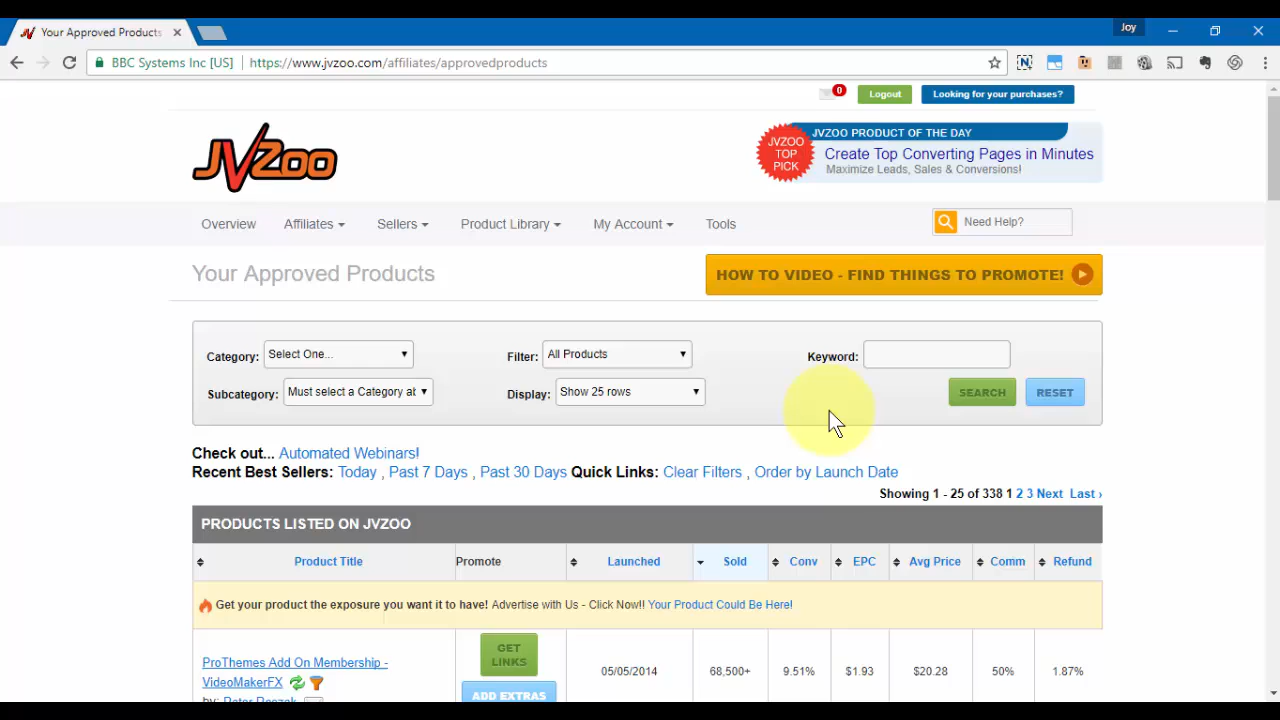 Your Approved Products
Joy
BBC Systems Inc [US] https://www.jvzoo.com/affiliates/approvedproducts
0
Logout
Looking for your purchases?
JVZOO
JVZOO TOP PICK
JVZOO PRODUCT OF THE DAY
Create Top Converting Pages in Minutes
Maximize Leads, Sales & Conversions!
Overview Affiliates Sellers Product Library My Account Tools
Need Help?
Your Approved Products
HOW TO VIDEO - FIND THINGS TO PROMOTE!
Category: Select One... Filter: All Products Keyword:
Subcategory: Must select a Category ab Display: Show 25 rows SEARCH RESET
Check out... Automated Webinars!
Recent Best Sellers: Today , Past 7 Days , Past 30 Days Quick Links: Clear Filters , Order by Launch Date
Showing 1 - 25 of 338 1 2 3 Next Last ›
PRODUCTS LISTED ON JVZOO
Product Title Promote Launched Sold Conv EPC Avg Price Comm Refund
Get your product the exposure you want it to have! Advertise with Us - Click Now!! Your Product Could Be Here!
ProThemes Add On Membership - VideoMakerFX
GET LINKS
05/05/2014 68,500+ 9.51% $1.93 $20.28 50% 1.87%
ADD EXTRAS